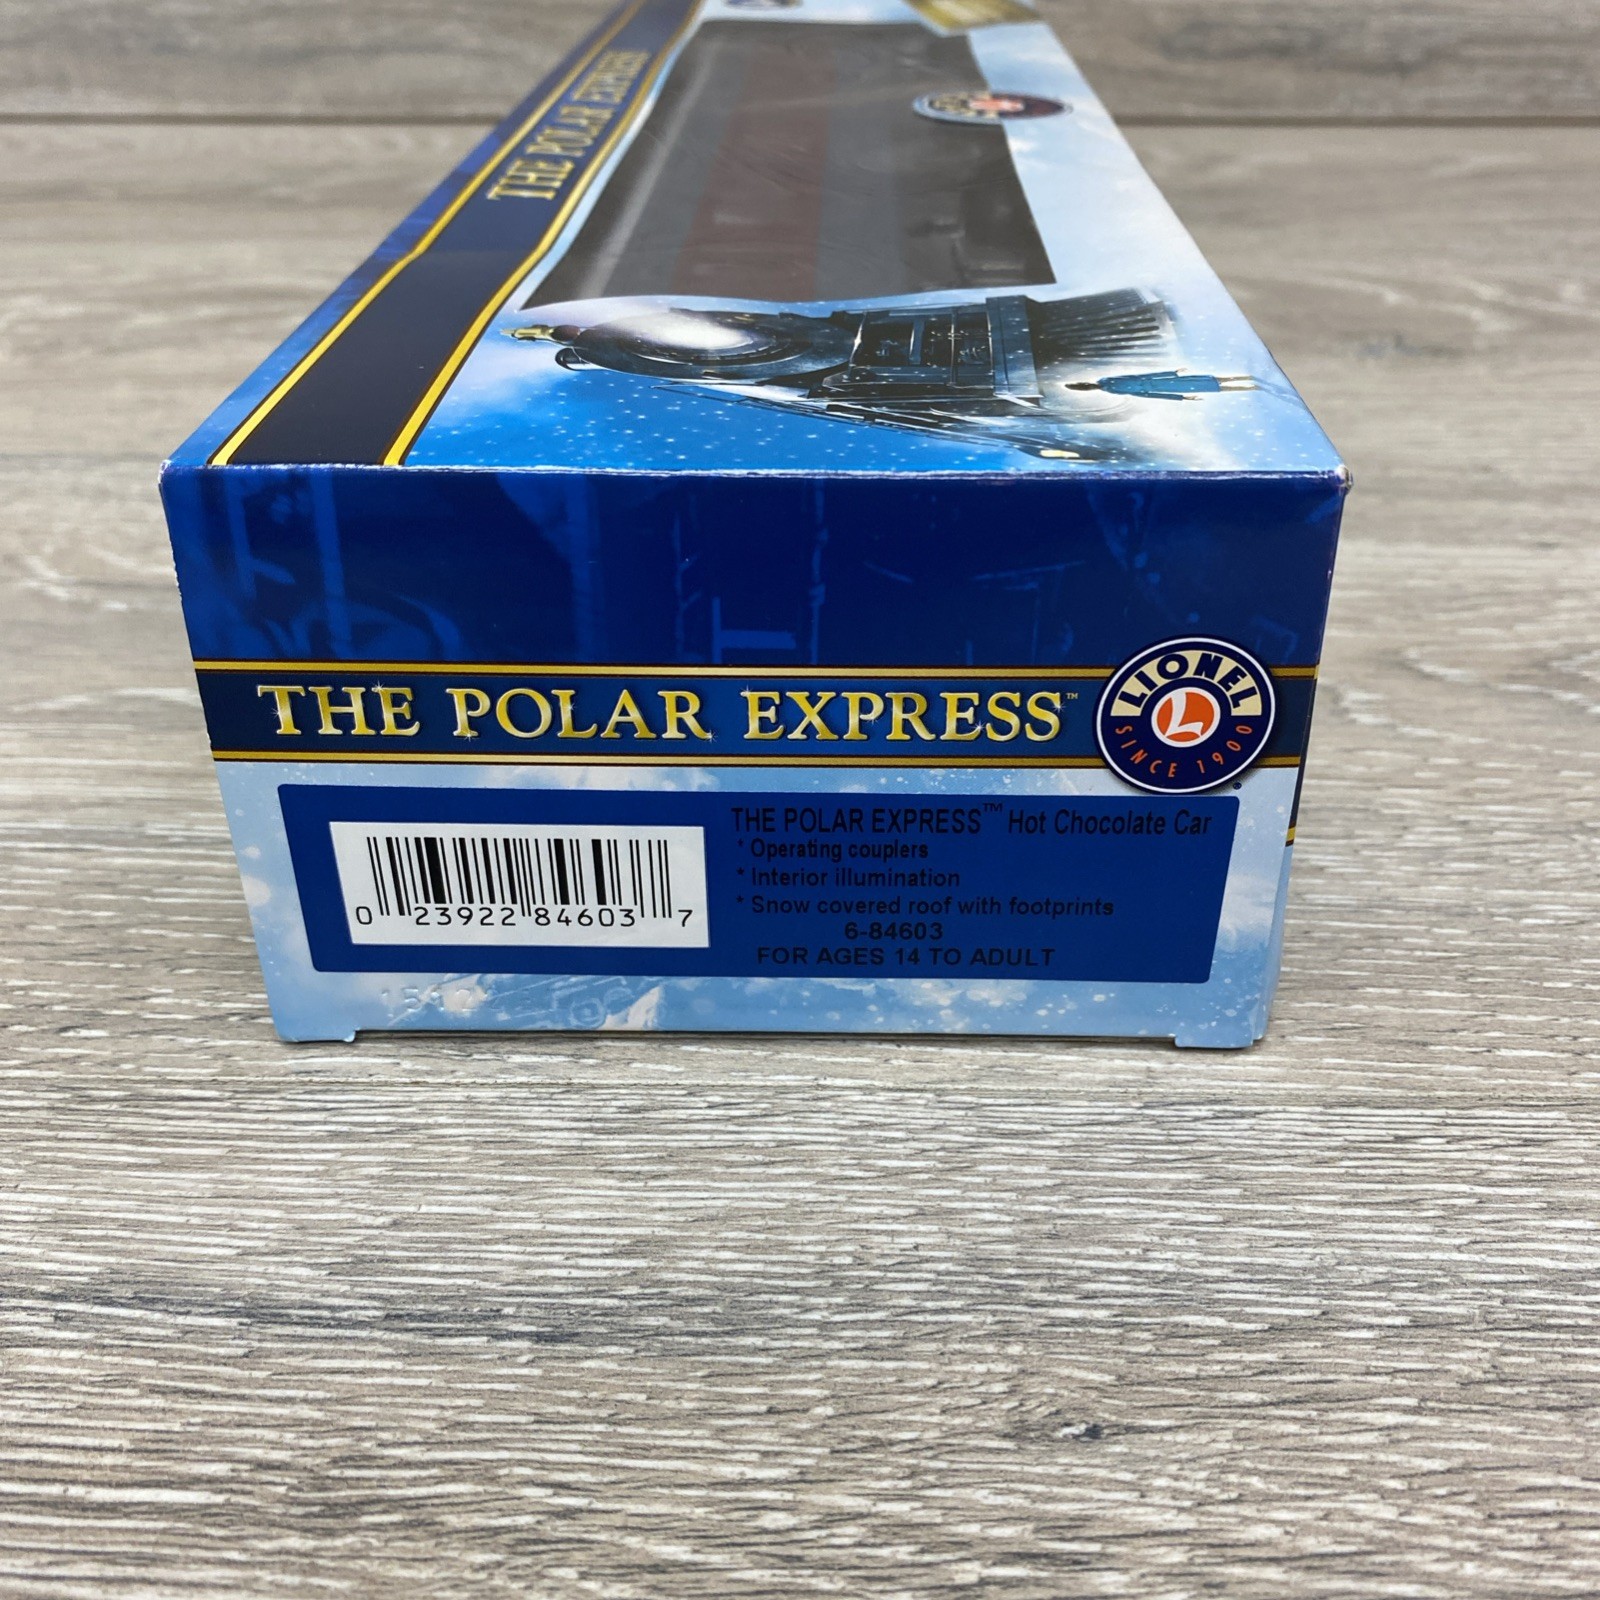 THE POLAR EXPRESS
THE POLAR EXPRESS™
LIONEL
SINCE 1900
THE POLAR EXPRESS™ Hot Chocolate Car
* Operating couplers
* Interior illumination
* Snow covered roof with footprints
6-84603
FOR AGES 14 TO ADULT
0 23922 84603 7